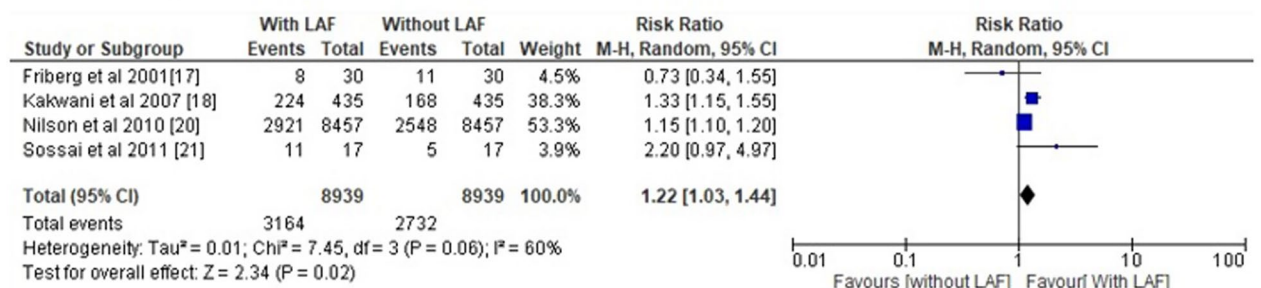 With LAF Without LAF Risk Ratio Risk Ratio
Study or Subgroup Events Total Events Total Weight M-H, Random, 95% CI M-H, Random, 95% CI
Friberg et al 2001[17] 8 30 11 30 4.5% 0.73 [0.34, 1.55]
Kakwani et al 2007 [18] 224 435 168 435 38.3% 1.33 [1.15, 1.55]
Nilson et al 2010 [20] 2921 8457 2548 8457 53.3% 1.15 [1.10, 1.20]
Sossai et al 2011 [21] 11 17 5 17 3.9% 2.20 [0.97, 4.97]
Total (95% CI) 8939 8939 100.0% 1.22 [1.03, 1.44]
Total events 3164 2732
Heterogeneity: Tau² = 0.01; Chi² = 7.45, df = 3 (P = 0.06); I² = 60%
Test for overall effect: Z = 2.34 (P = 0.02)
0.01 0.1 1 10 100
Favours [without LAF] Favour[ With LAF]